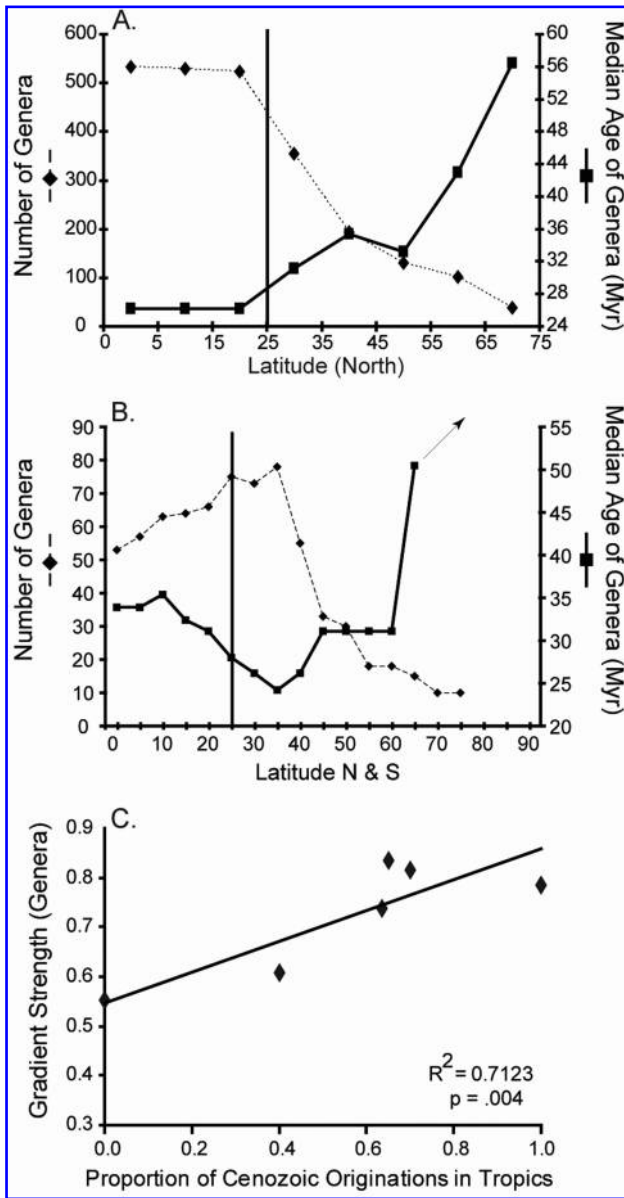 A.
600
500
400
300
200
100
0
Number of Genera
60
56
52
48
44
40
36
32
28
24
Median Age of Genera (Myr)
0 5 15 20 25 30 35 45 50 55 60 65 75
Latitude (North)
B.
90
80
70
60
50
40
30
20
10
0
Number of Genera
55
50
45
40
35
30
25
20
Median Age of Genera (Myr)
0 10 20 30 40 50 60 70 80 90
Latitude N & S
C.
0.9
0.8
0.7
0.6
0.5
0.4
0.3
Gradient Strength (Genera)
R2 = 0.7123
p = .004
0.0 0.2 0.4 0.6 0.8 1.0
Proportion of Cenozoic Originations in Tropics